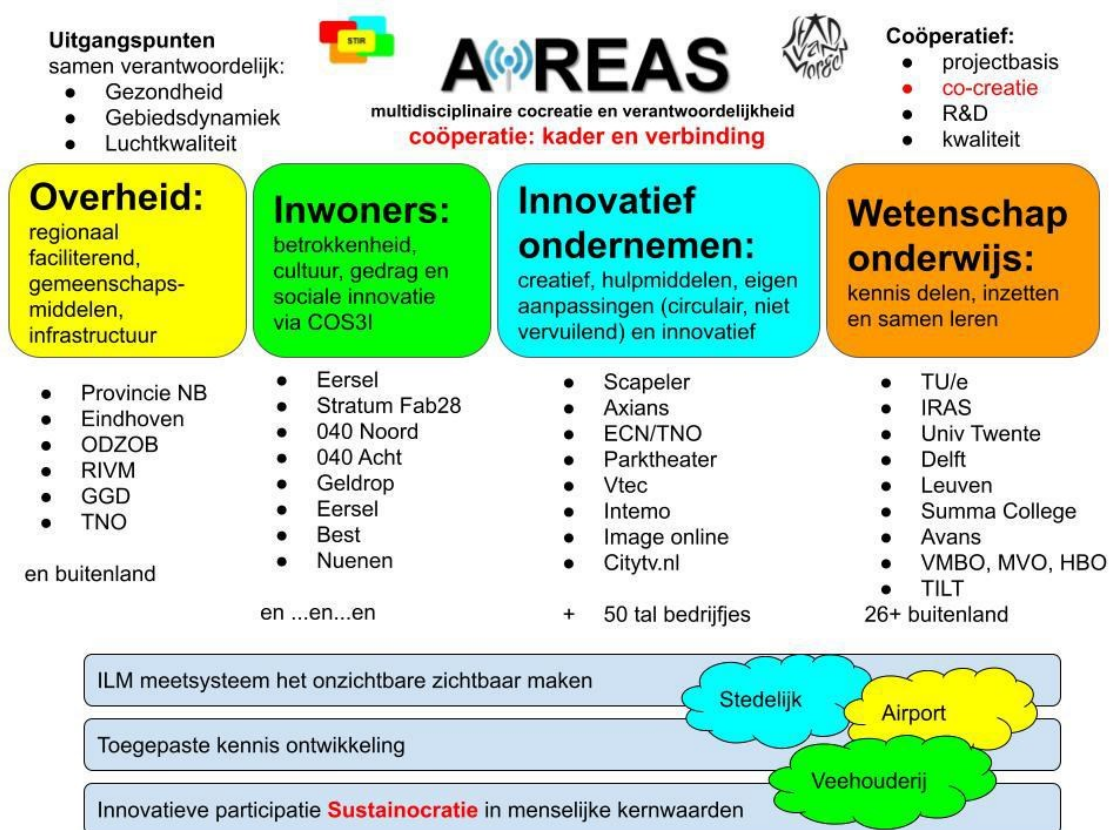 Uitgangspunten
samen verantwoordelijk:
● Gezondheid
● Gebiedsdynamiek
● Luchtkwaliteit
STIR
AiREAS
multidisciplinaire cocreatie en verantwoordelijkheid
coöperatie: kader en verbinding
STAD van Morgen
Coöperatief:
● projectbasis
● co-creatie
● R&D
● kwaliteit
Overheid:
regionaal
faciliterend,
gemeenschaps-
middelen,
infrastructuur
● Provincie NB
● Eindhoven
● ODZOB
● RIVM
● GGD
● TNO
en buitenland
Inwoners:
betrokkenheid,
cultuur, gedrag en
sociale innovatie
via COS3I
● Eersel
● Stratum Fab28
● 040 Noord
● 040 Acht
● Geldrop
● Eersel
● Best
● Nuenen
en ...en...en
Innovatief
ondernemen:
creatief, hulpmiddelen, eigen
aanpassingen (circulair, niet
vervuilend) en innovatief
● Scapeler
● Axians
● ECN/TNO
● Parktheater
● Vtec
● Intemo
● Image online
● Citytv.nl
+ 50 tal bedrijfjes
Wetenschap
onderwijs:
kennis delen, inzetten
en samen leren
● TU/e
● IRAS
● Univ Twente
● Delft
● Leuven
● Summa College
● Avans
● VMBO, MVO, HBO
● TILT
26+ buitenland
ILM meetsysteem het onzichtbare zichtbaar maken
Toegepaste kennis ontwikkeling
Innovatieve participatie Sustainocratie in menselijke kernwaarden
Stedelijk
Airport
Veehouderij